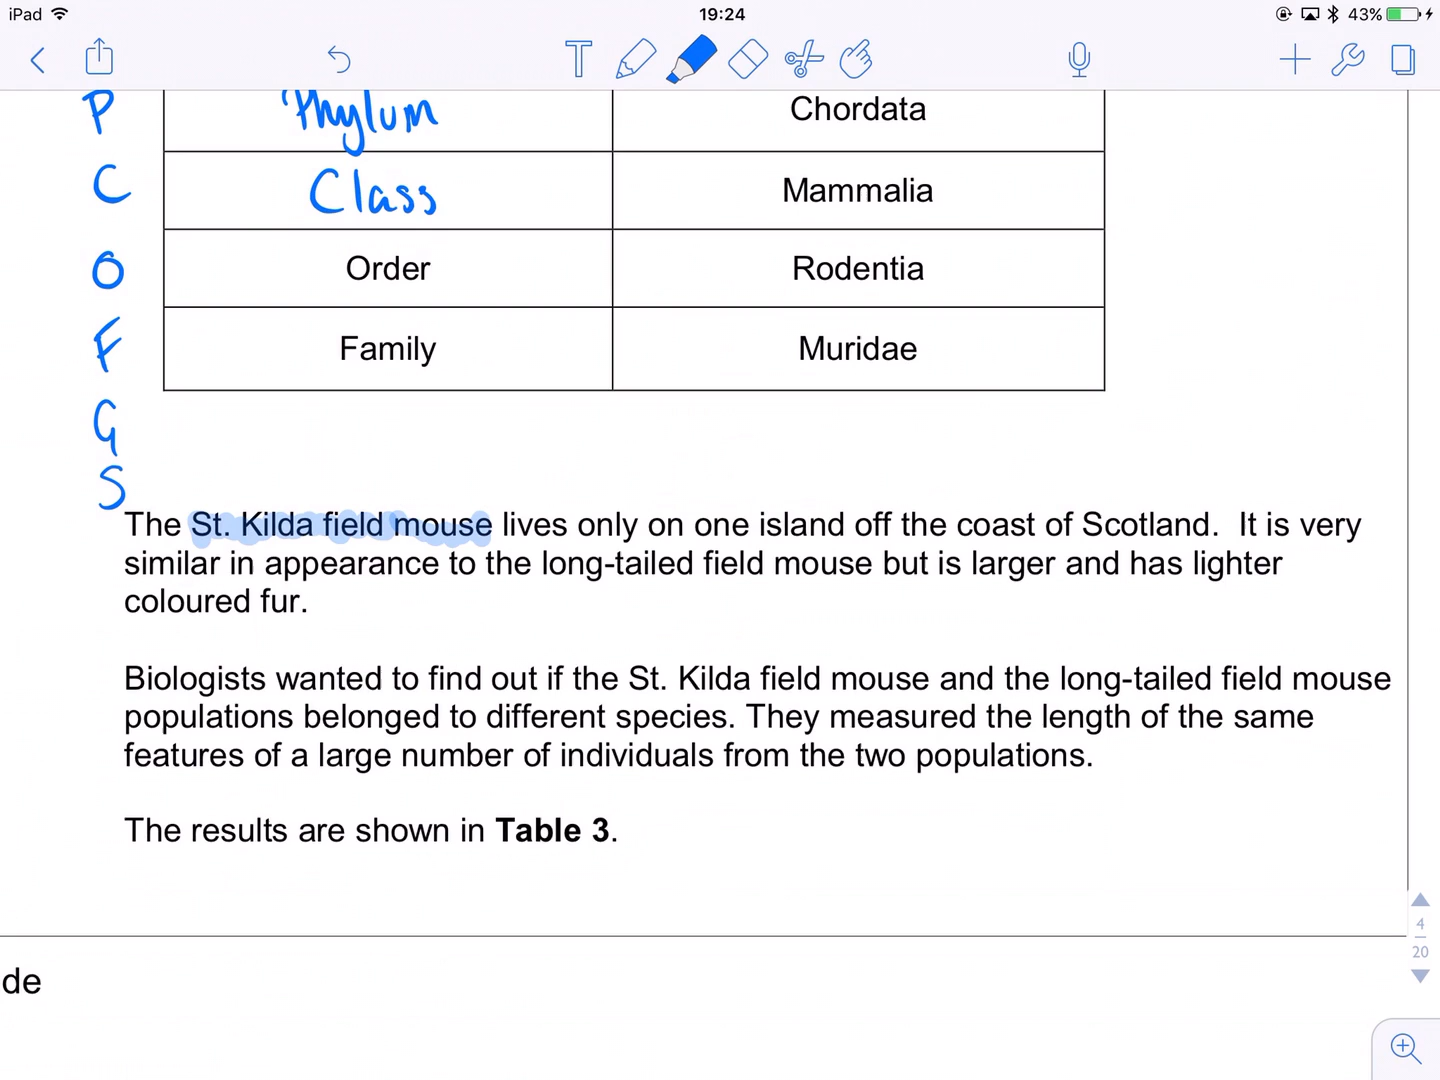 iPad 19:24 43%
T
P Phylum Chordata
C Class Mammalia
O Order Rodentia
F Family Muridae
G
S
The St. Kilda field mouse lives only on one island off the coast of Scotland. It is very
similar in appearance to the long-tailed field mouse but is larger and has lighter
coloured fur.
Biologists wanted to find out if the St. Kilda field mouse and the long-tailed field mouse
populations belonged to different species. They measured the length of the same
features of a large number of individuals from the two populations.
The results are shown in Table 3.
4
20
de